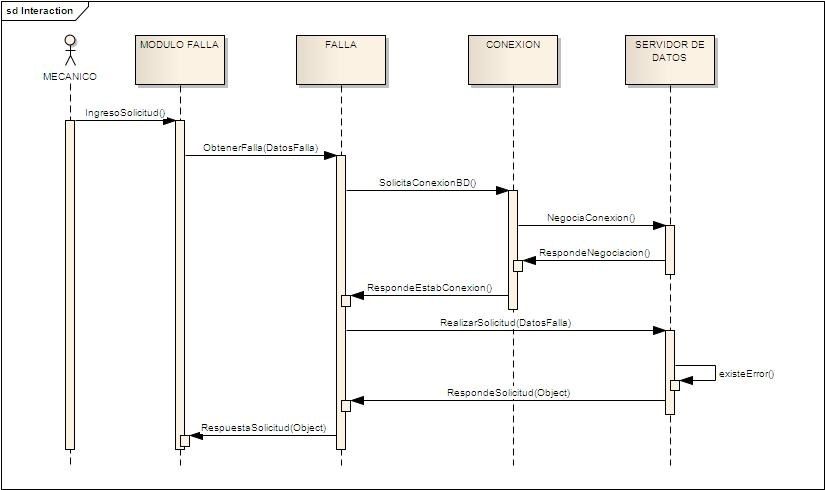 sd Interaction
MECANICO
MODULO FALLA
FALLA
CONEXION
SERVIDOR DE
DATOS
IngresoSolicitud()
ObtenerFalla(DatosFalla)
SolicitaConexionBD()
NegociaConexion()
RespondeNegociacion()
RespondeEstabConexion()
RealizarSolicitud(DatosFalla)
existeError()
RespondeSolicitud(Object)
RespuestaSolicitud(Object)